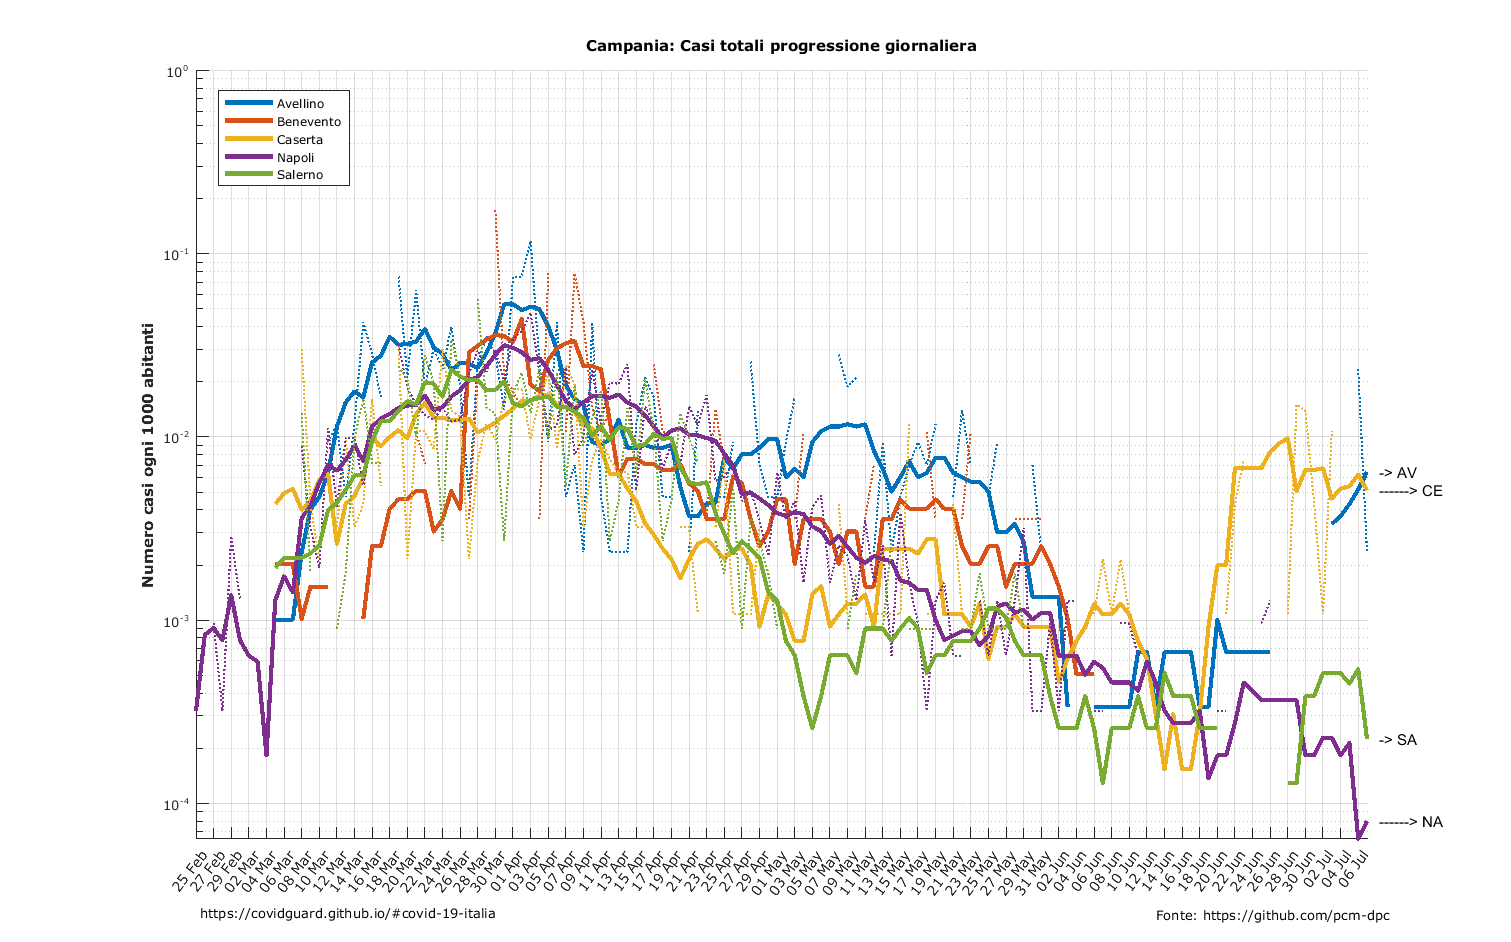 Campania: Casi totali progressione giornaliera
Numero casi ogni 1000 abitanti
10^0
10^-1
10^-2
10^-3
10^-4
Avellino
Benevento
Caserta
Napoli
Salerno
-> AV
------> CE
-> SA
------> NA
25 Feb
27 Feb
29 Feb
02 Mar
04 Mar
06 Mar
08 Mar
10 Mar
12 Mar
14 Mar
16 Mar
18 Mar
20 Mar
22 Mar
24 Mar
26 Mar
28 Mar
30 Mar
01 Apr
03 Apr
05 Apr
07 Apr
09 Apr
11 Apr
13 Apr
15 Apr
17 Apr
19 Apr
21 Apr
23 Apr
25 Apr
27 Apr
29 Apr
01 May
03 May
05 May
07 May
09 May
11 May
13 May
15 May
17 May
19 May
21 May
23 May
25 May
27 May
29 May
31 May
02 Jun
04 Jun
06 Jun
08 Jun
10 Jun
12 Jun
14 Jun
16 Jun
18 Jun
20 Jun
22 Jun
24 Jun
26 Jun
28 Jun
30 Jun
02 Jul
04 Jul
06 Jul
https://covidguard.github.io/#covid-19-italia
Fonte: https://github.com/pcm-dpc